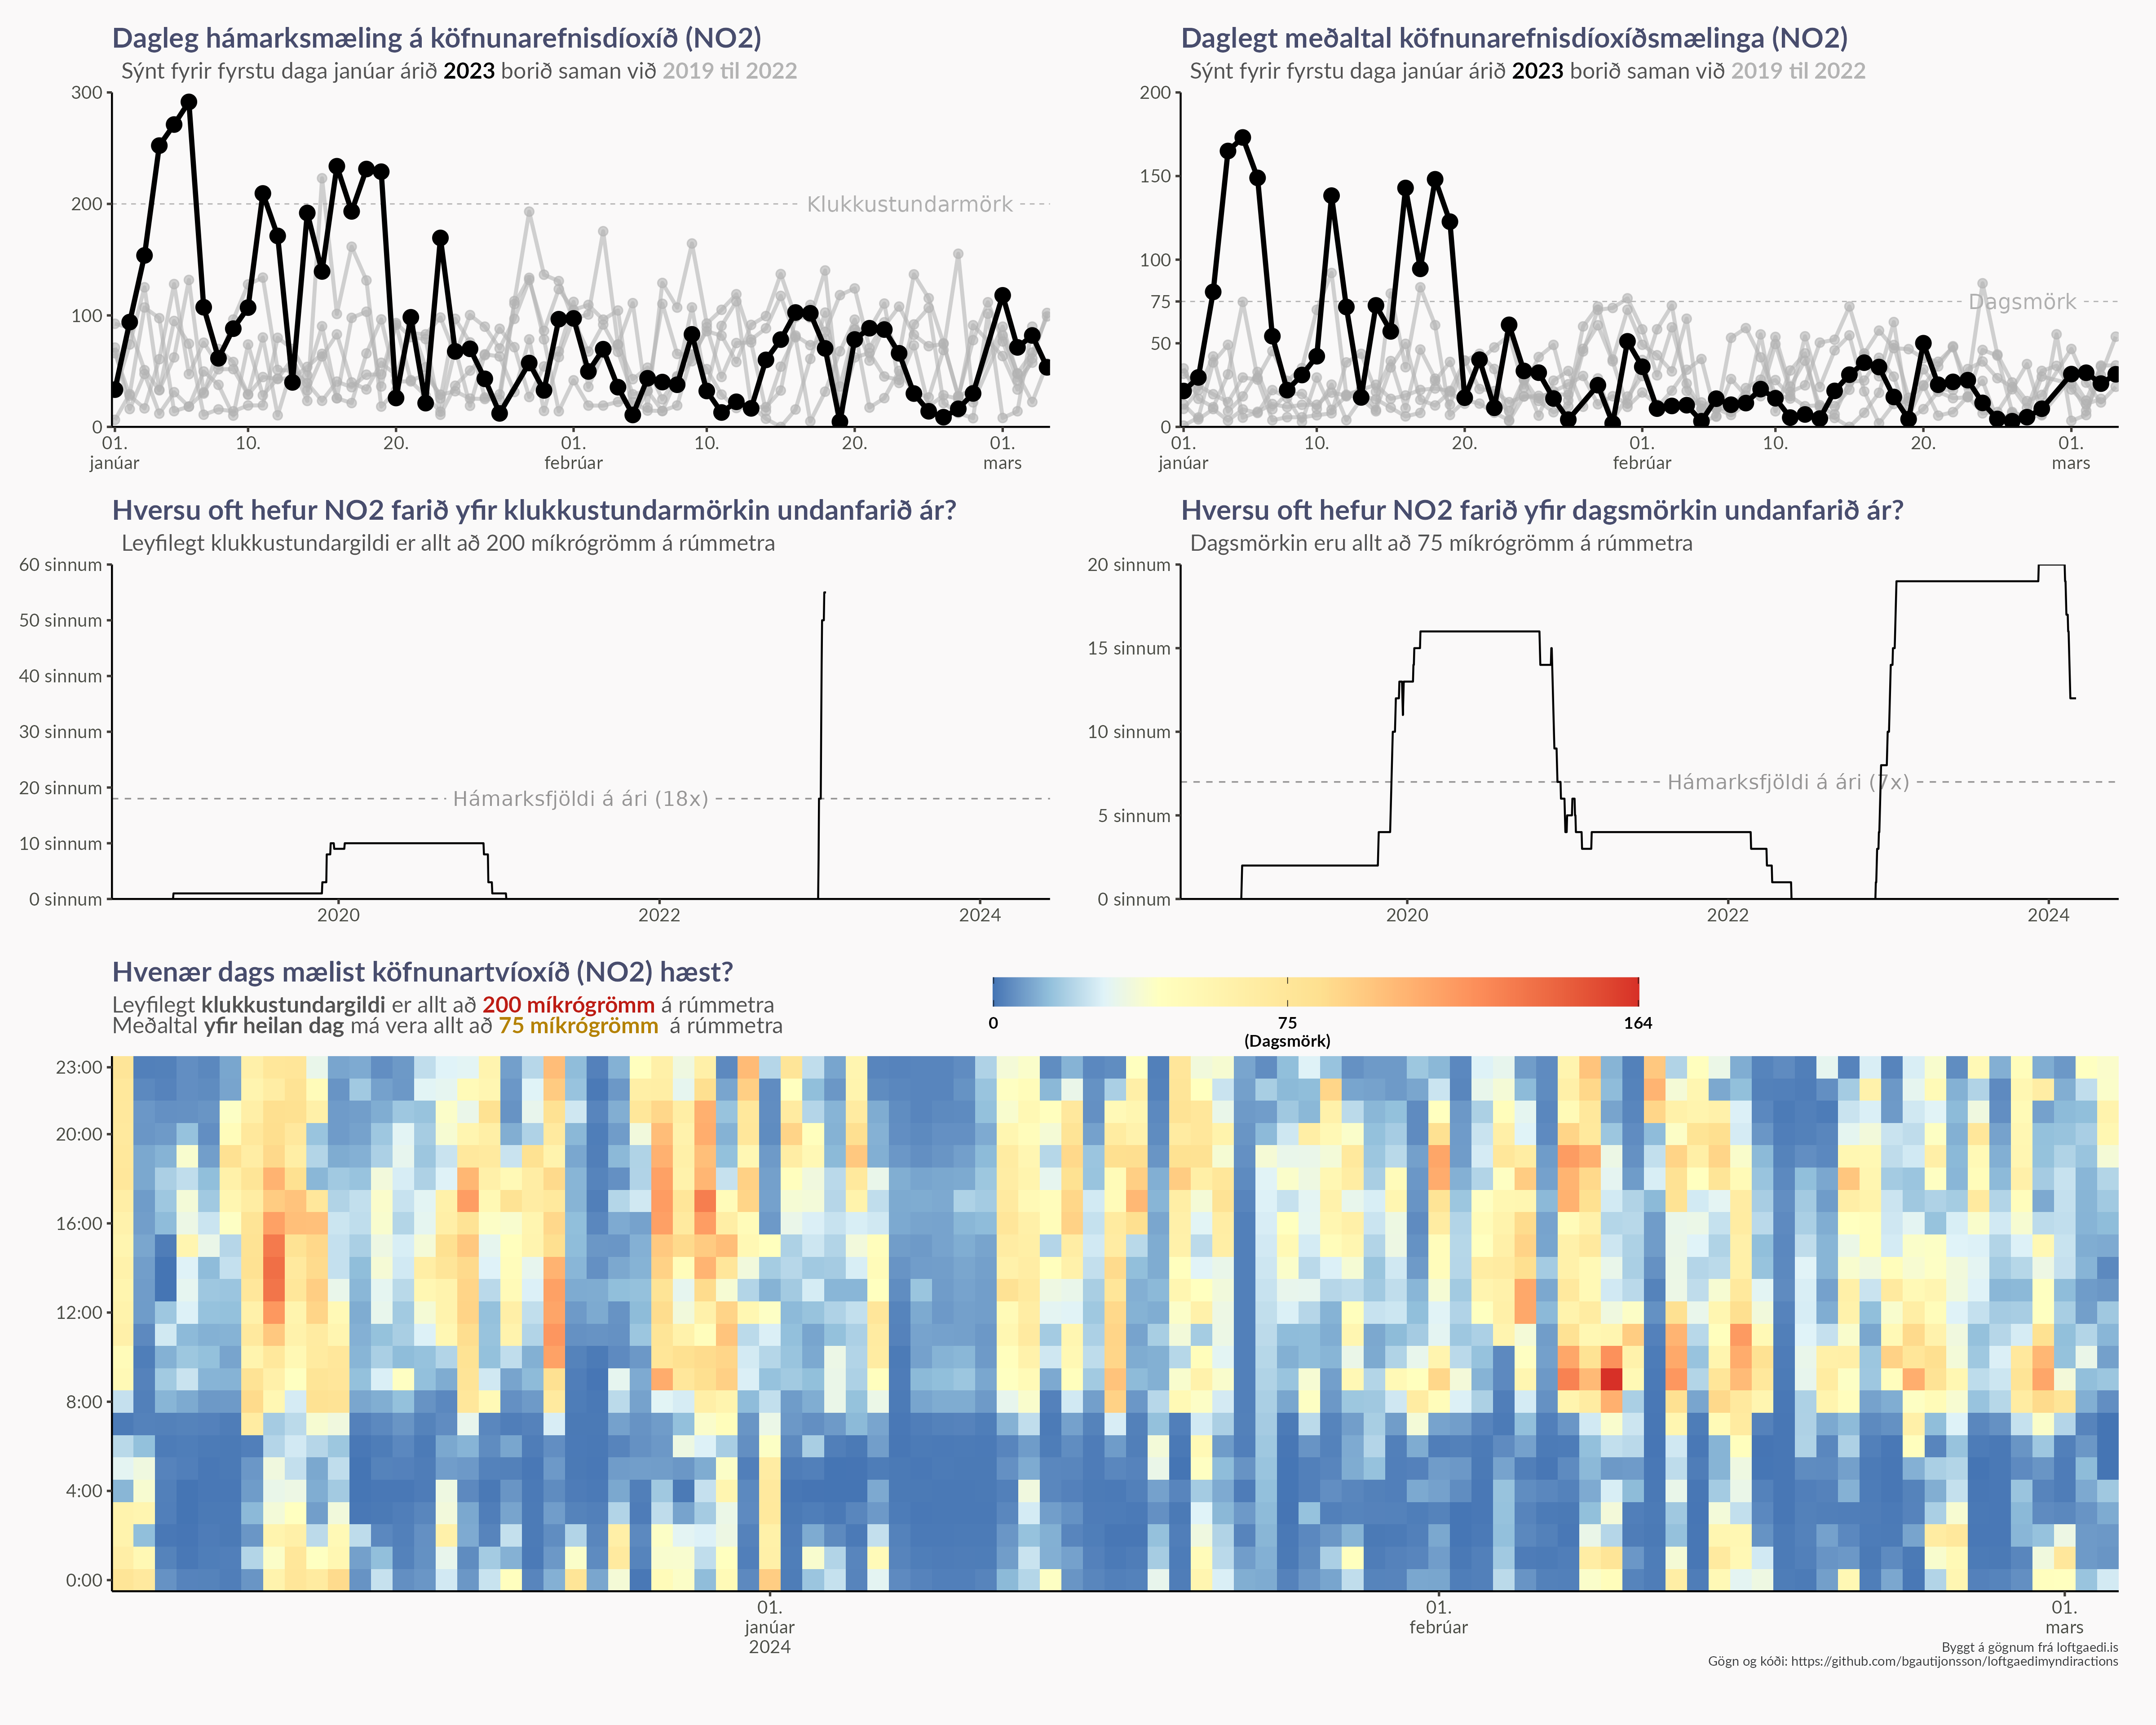 Dagleg hámarksmæling á köfnunarefnisdíoxíð (NO2)
Sýnt fyrir fyrstu daga janúar árið 2023 borið saman við 2019 til 2022
300
200
100
0
Klukkustundarmörk
01.
janúar
10.
20.
01.
febrúar
10.
20.
01.
mars
Daglegt meðaltal köfnunarefnisdíoxíðsmælinga (NO2)
Sýnt fyrir fyrstu daga janúar árið 2023 borið saman við 2019 til 2022
200
150
100
75
50
0
Dagsmörk
01.
janúar
10.
20.
01.
febrúar
10.
20.
01.
mars
Hversu oft hefur NO2 farið yfir klukkustundarmörkin undanfarið ár?
Leyfilegt klukkustundargildi er allt að 200 míkrógrömm á rúmmetra
60 sinnum
50 sinnum
40 sinnum
30 sinnum
20 sinnum
10 sinnum
0 sinnum
Hámarksfjöldi á ári (18x)
2020
2022
2024
Hversu oft hefur NO2 farið yfir dagsmörkin undanfarið ár?
Dagsmörkin eru allt að 75 míkrógrömm á rúmmetra
20 sinnum
15 sinnum
10 sinnum
5 sinnum
0 sinnum
Hámarksfjöldi á ári (7x)
2020
2022
2024
Hvenær dags mælist köfnunartvíoxíð (NO2) hæst?
Leyfilegt klukkustundargildi er allt að 200 míkrógrömm á rúmmetra
Meðaltal yfir heilan dag má vera allt að 75 míkrógrömm á rúmmetra
0
75
(Dagsmörk)
164
23:00
20:00
16:00
12:00
8:00
4:00
0:00
01.
janúar
2024
01.
febrúar
01.
mars
Byggt á gögnum frá loftgaedi.is
Gögn og kóði: https://github.com/bgautijonsson/loftgaedimyndiractions